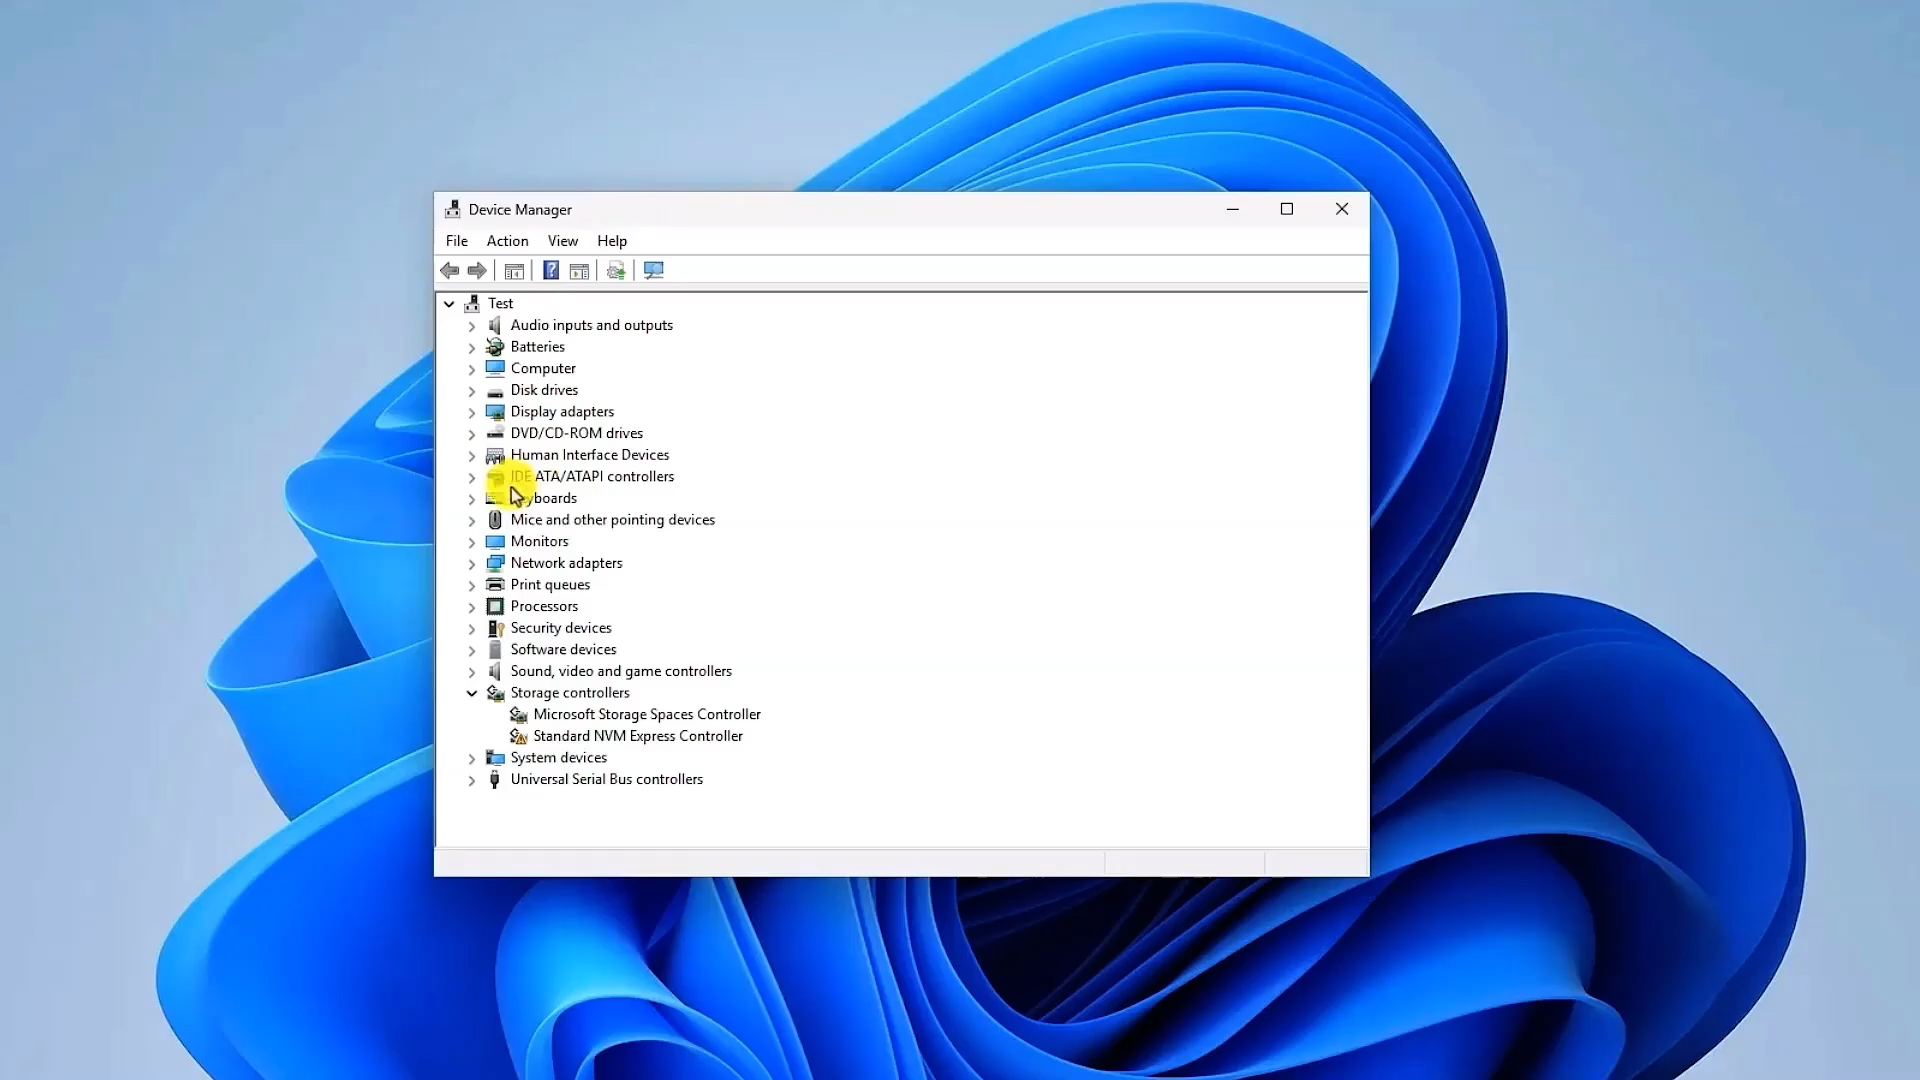 Device Manager
File Action View Help
Test
Audio inputs and outputs
Batteries
Computer
Disk drives
Display adapters
DVD/CD-ROM drives
Human Interface Devices
IDE ATA/ATAPI controllers
Keyboards
Mice and other pointing devices
Monitors
Network adapters
Print queues
Processors
Security devices
Software devices
Sound, video and game controllers
Storage controllers
Microsoft Storage Spaces Controller
Standard NVM Express Controller
System devices
Universal Serial Bus controllers